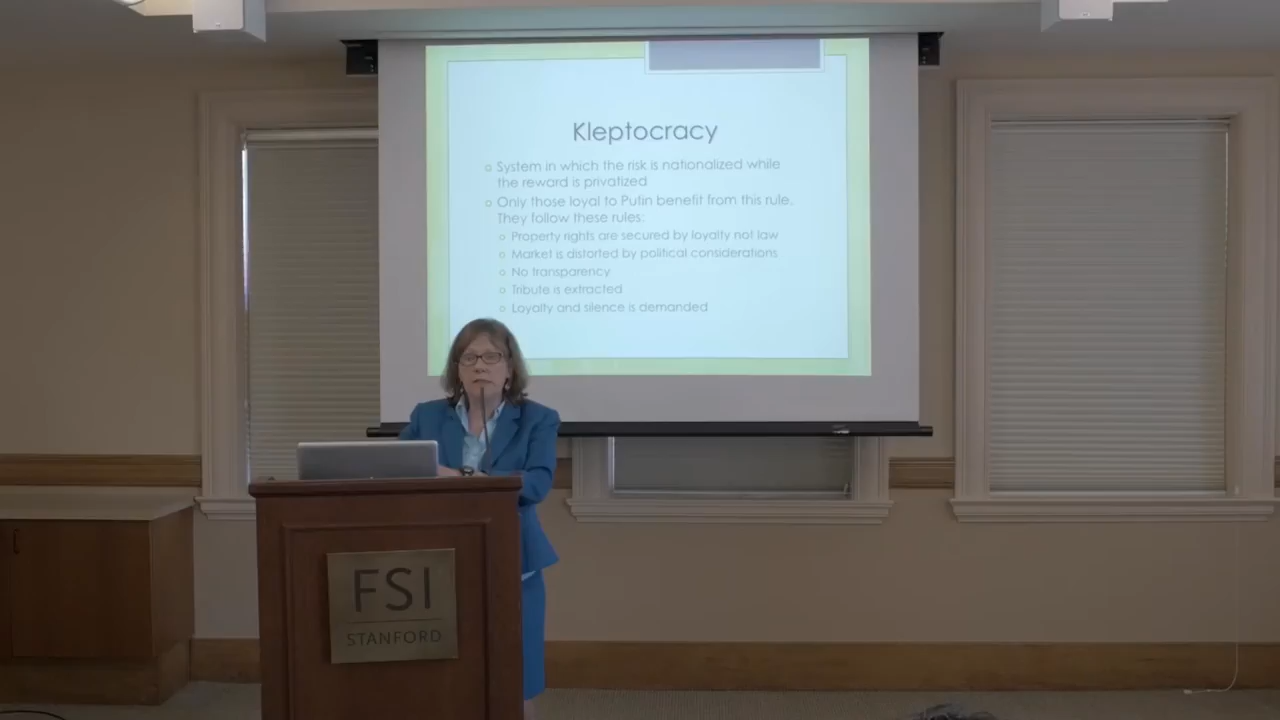 Kleptocracy
System in which the risk is nationalized while
the reward is privatized
Only those loyal to Putin benefit from this rule.
They follow these rules:
Property rights are secured by loyalty not law
Market is distorted by political considerations
No transparency
Tribute is extracted
Loyalty and silence is demanded
FSI
STANFORD